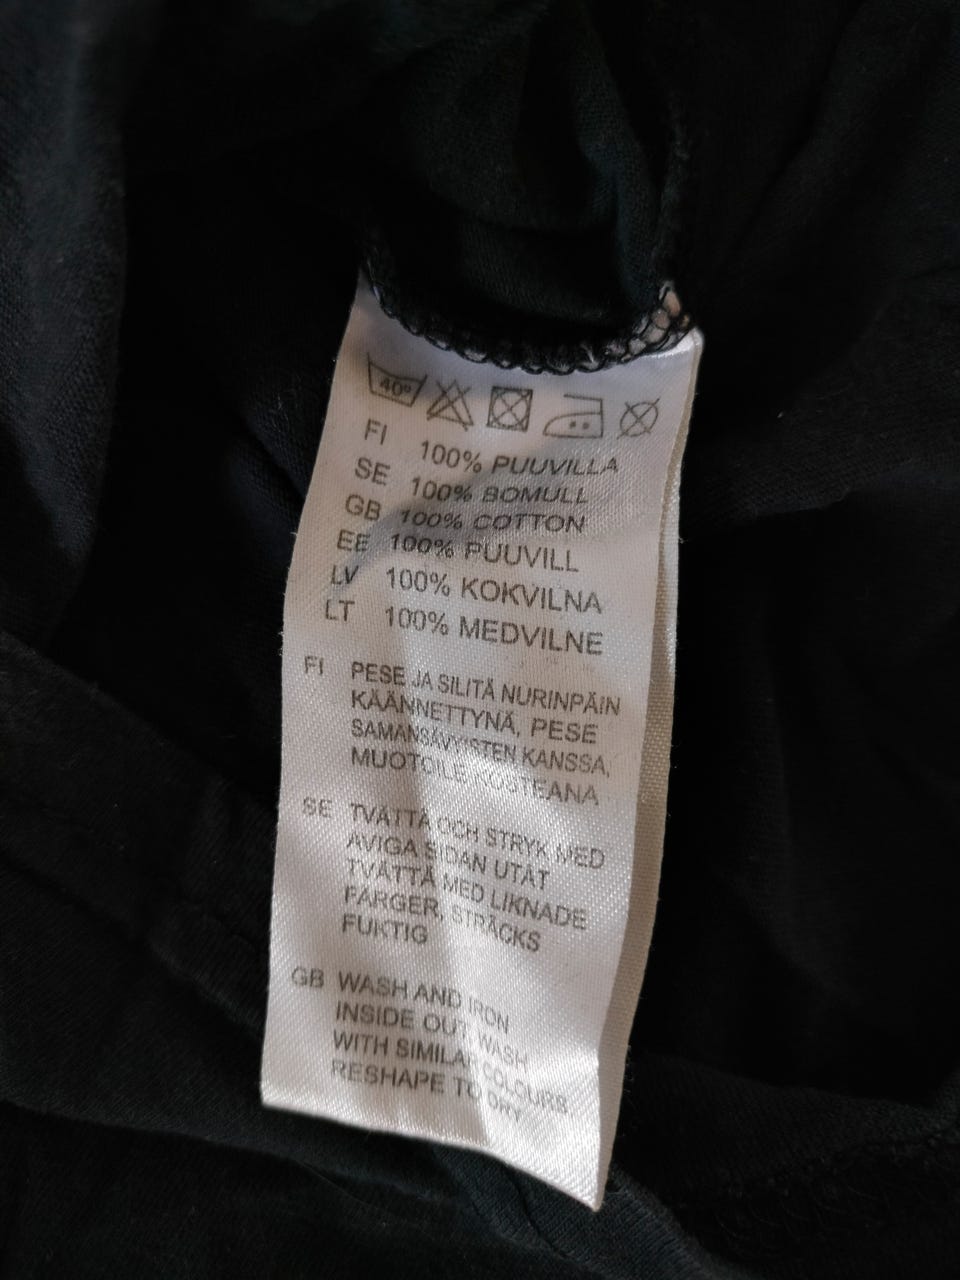 40°
FI 100% PUUVILLA
SE 100% BOMULL
GB 100% COTTON
EE 100% PUUVILL
LV 100% KOKVILNA
LT 100% MEDVILNE
FI PESE JA SILITÄ NURINPÄIN
KÄÄNNETTYNÄ, PESE
SAMANSÄVYISTEN KANSSA,
MUOTOILE KOSTEANA
SE TVÄTTA OCH STRYK MED
AVIGA SIDAN UTÅT
TVÄTTA MED LIKNADE
FÄRGER, STRÄCKS
FUKTIG
GB WASH AND IRON
INSIDE OUT, WASH
WITH SIMILAR COLOURS,
RESHAPE TO DRY